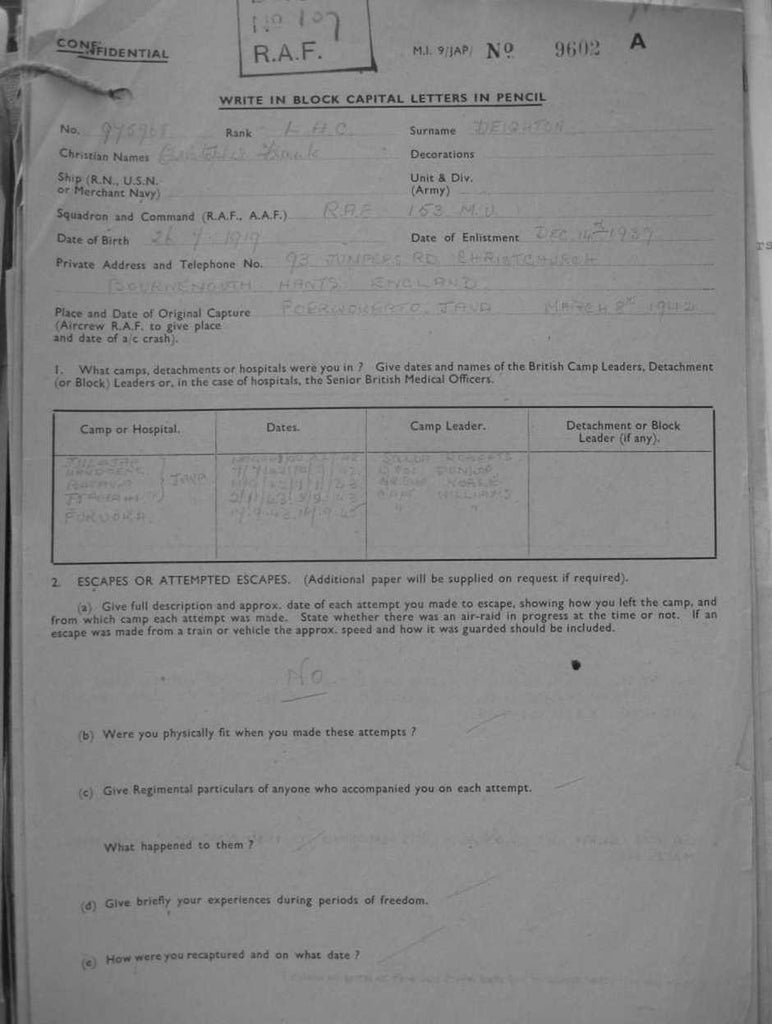 No 107
R.A.F.
CONFIDENTIAL
M.I. 9/JAP/ No 9602 A
WRITE IN BLOCK CAPITAL LETTERS IN PENCIL
No. 975965 Rank L.A.C. Surname DEIGHTON
Christian Names Frank Decorations
Ship (R.N., U.S.N. or Merchant Navy)
Unit & Div. (Army)
Squadron and Command (R.A.F., A.A.F.) R.A.F 153 M.U
Date of Birth 26 7 1919 Date of Enlistment DEC 14th 1939
Private Address and Telephone No. 93 JUMPERS RD CHRISTCHURCH
BOURNEMOUTH HANTS ENGLAND
Place and Date of Original Capture POERWOKERTO. JAVA MARCH 8th 1942
(Aircrew R.A.F. to give place
and date of a/c crash).
1. What camps, detachments or hospitals were you in ? Give dates and names of the British Camp Leaders, Detachment
(or Block) Leaders or, in the case of hospitals, the Senior British Medical Officers.
Camp or Hospital. Dates. Camp Leader. Detachment or Block
Leader (if any).
JAVA
NOBLE
WILLIAMS
" "
2. ESCAPES OR ATTEMPTED ESCAPES. (Additional paper will be supplied on request if required).
(a) Give full description and approx. date of each attempt you made to escape, showing how you left the camp, and
from which camp each attempt was made. State whether there was an air-raid in progress at the time or not. If an
escape was made from a train or vehicle the approx. speed and how it was guarded should be included.
No
(b) Were you physically fit when you made these attempts ?
(c) Give Regimental particulars of anyone who accompanied you on each attempt.
What happened to them ?
(d) Give briefly your experiences during periods of freedom.
(e) How were you recaptured and on what date ?